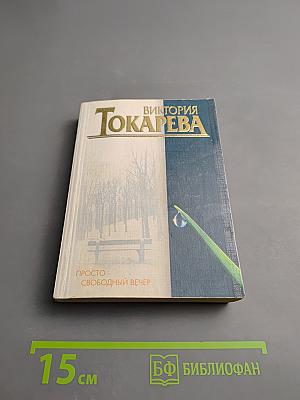 ВИКТОРИЯ
ТОКАРЕВА
ПРОСТО
СВОБОДНЫЙ ВЕЧЕР
15 см
БФ БИБЛИОФАН